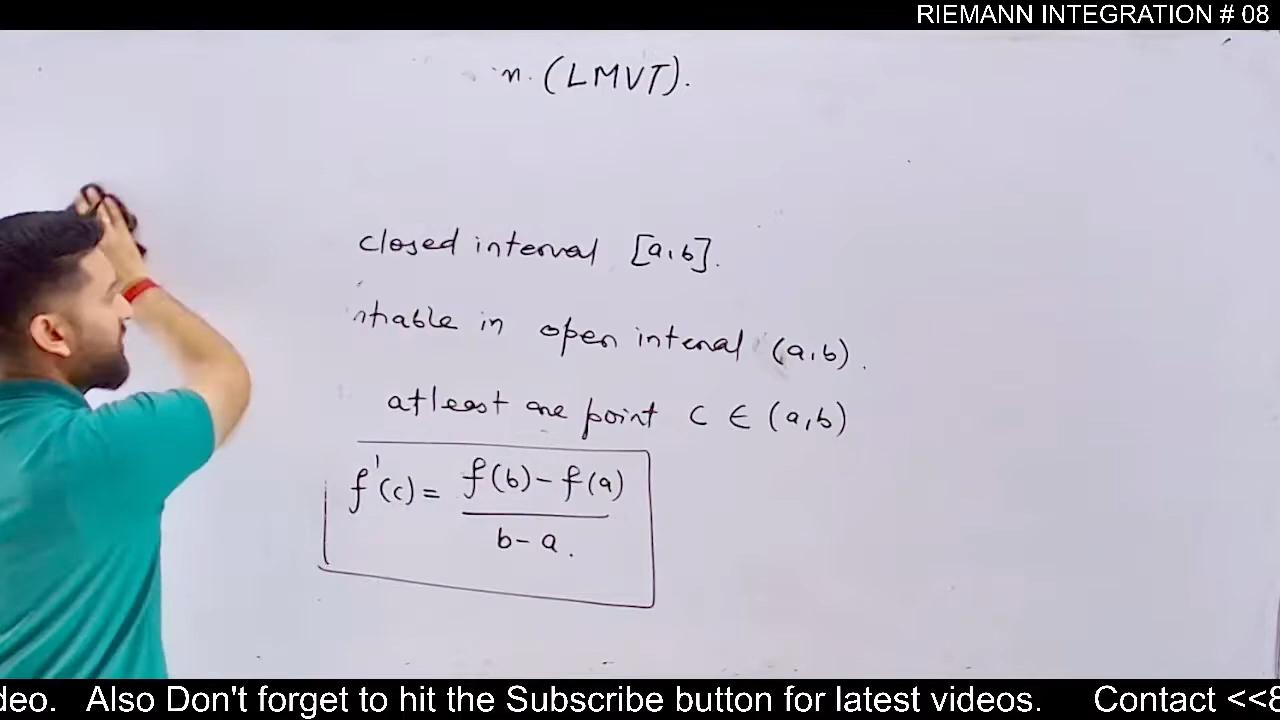 RIEMANN INTEGRATION # 08
n. (LMVT).
closed interval [a,b].
ntiable in open interval (a,b).
atleast one point c ∈ (a,b)
f'(c) = f(b) - f(a)
b - a.
deo. Also Don't forget to hit the Subscribe button for latest videos. Contact <<8